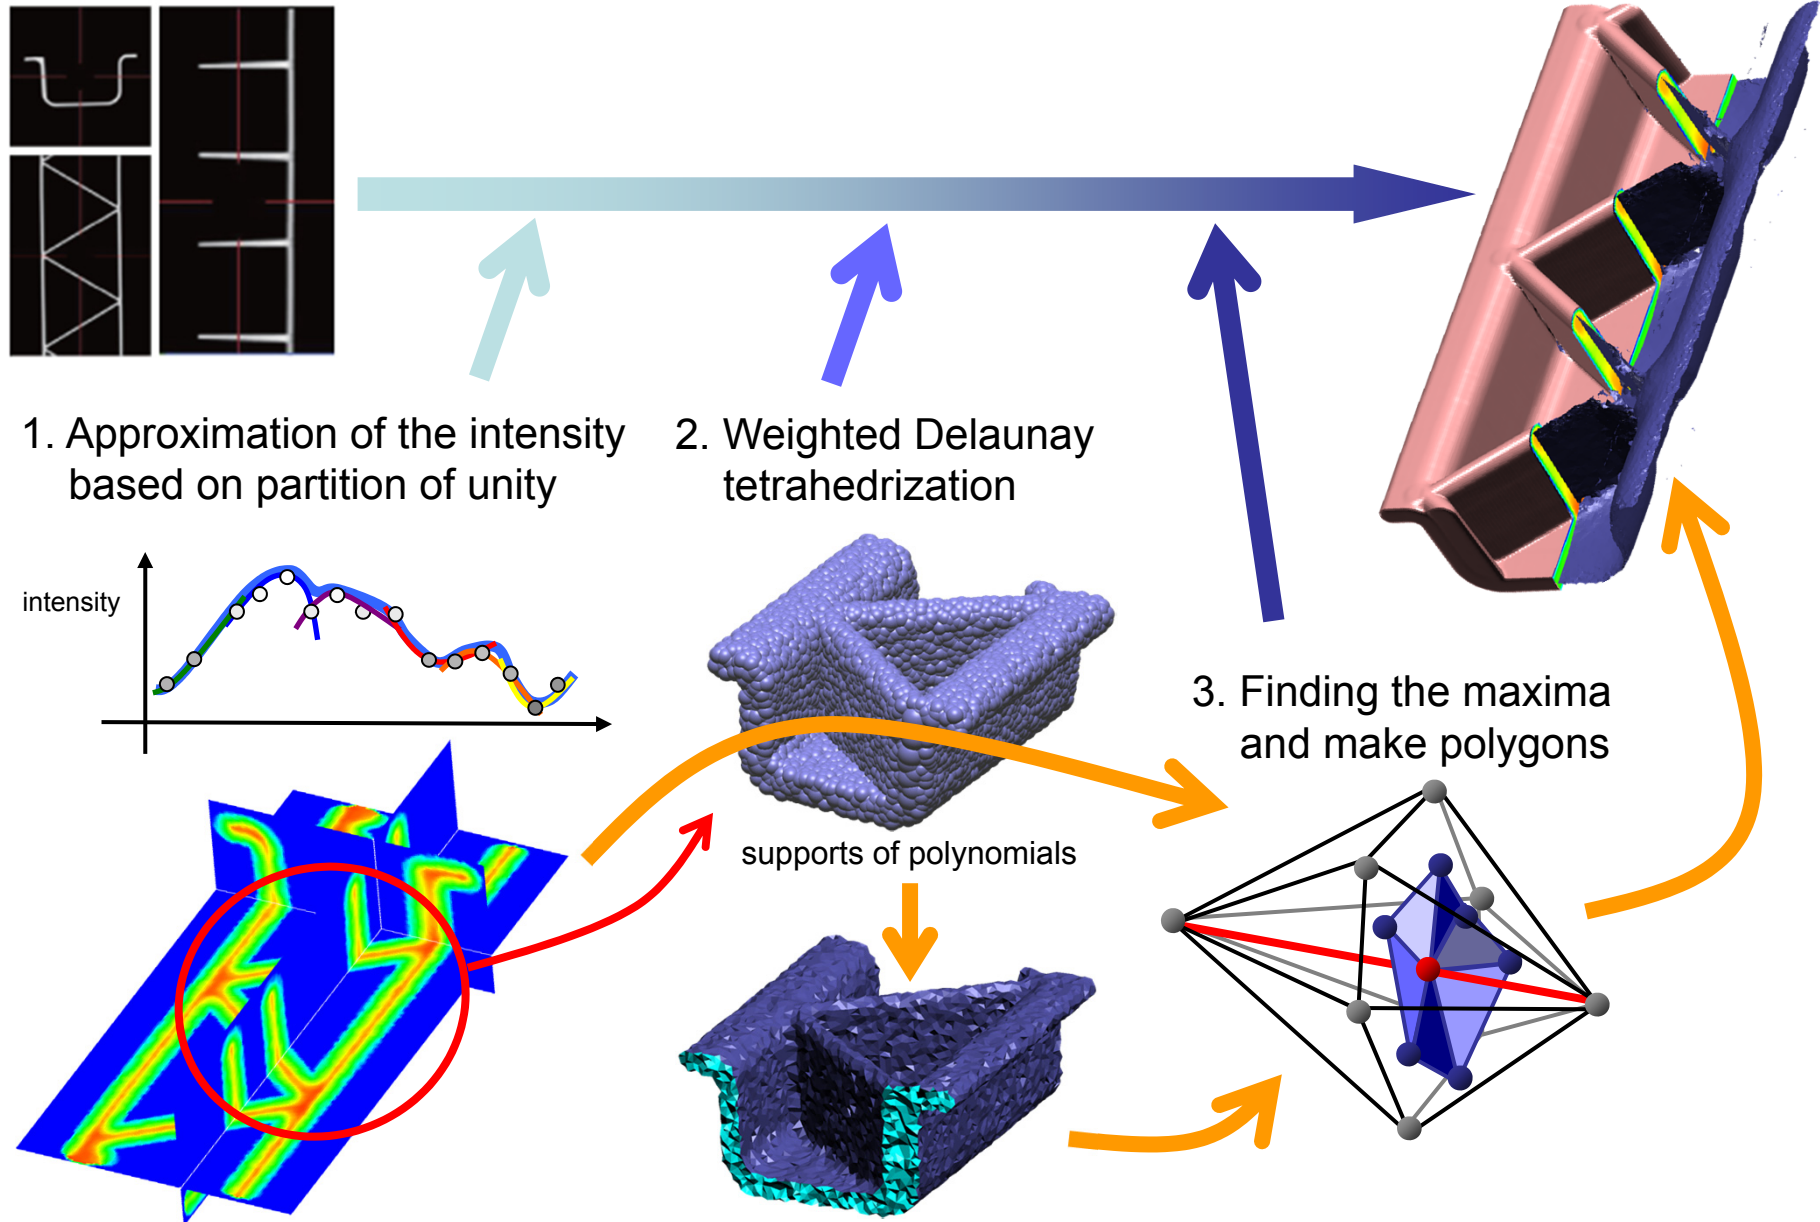 1. Approximation of the intensity
based on partition of unity
2. Weighted Delaunay
tetrahedrization
intensity
3. Finding the maxima
and make polygons
supports of polynomials